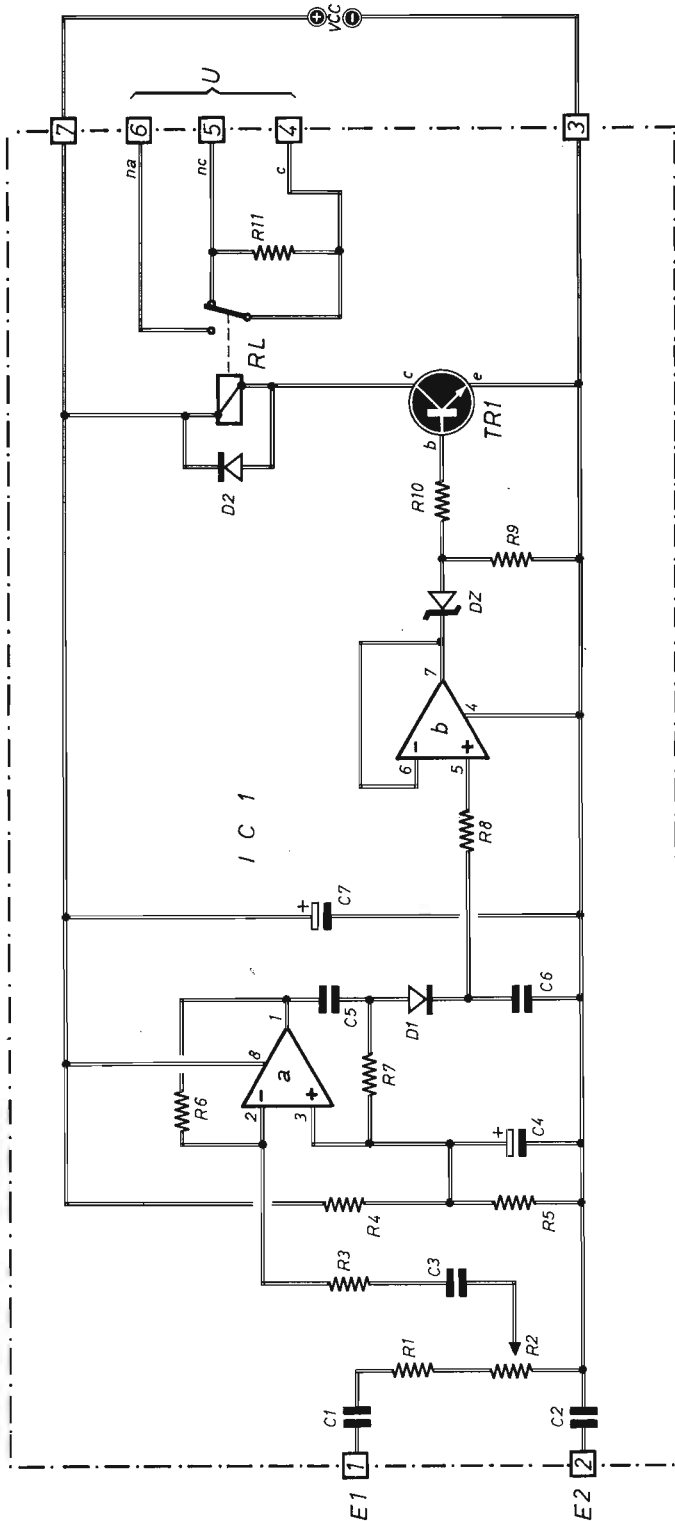 E1
1
C1
R1
R2
C2
2
E2
R3
C3
R4
R5
C4
+
R6
2
3
-
+
a
8
1
C5
R7
D1
C6
C7
+
I C 1
R8
6
5
-
+
b
7
4
DZ
R9
R10
b
c
e
TR1
D2
RL
R11
na
nc
c
7
6
5
4
3
U
+
VCC
-